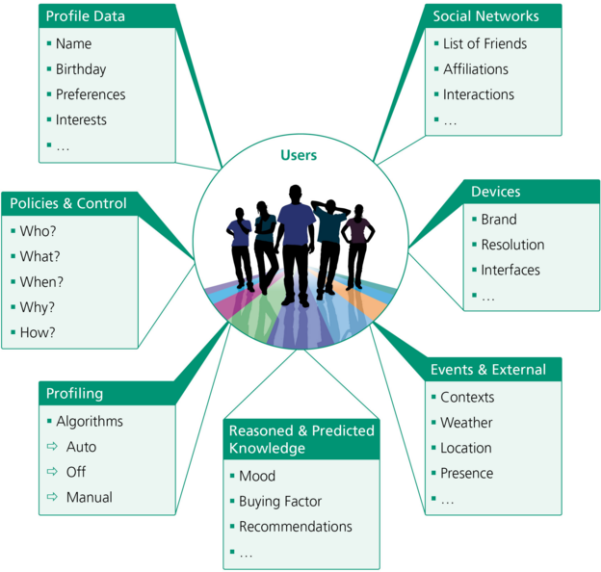 Profile Data
▪ Name
▪ Birthday
▪ Preferences
▪ Interests
▪ ...
Social Networks
▪ List of Friends
▪ Affiliations
▪ Interactions
▪ ...
Users
Policies & Control
▪ Who?
▪ What?
▪ When?
▪ Why?
▪ How?
Devices
▪ Brand
▪ Resolution
▪ Interfaces
▪ ...
Profiling
▪ Algorithms
⇨ Auto
⇨ Off
⇨ Manual
Reasoned & Predicted
Knowledge
▪ Mood
▪ Buying Factor
▪ Recommendations
▪ ...
Events & External
▪ Contexts
▪ Weather
▪ Location
▪ Presence
▪ ...